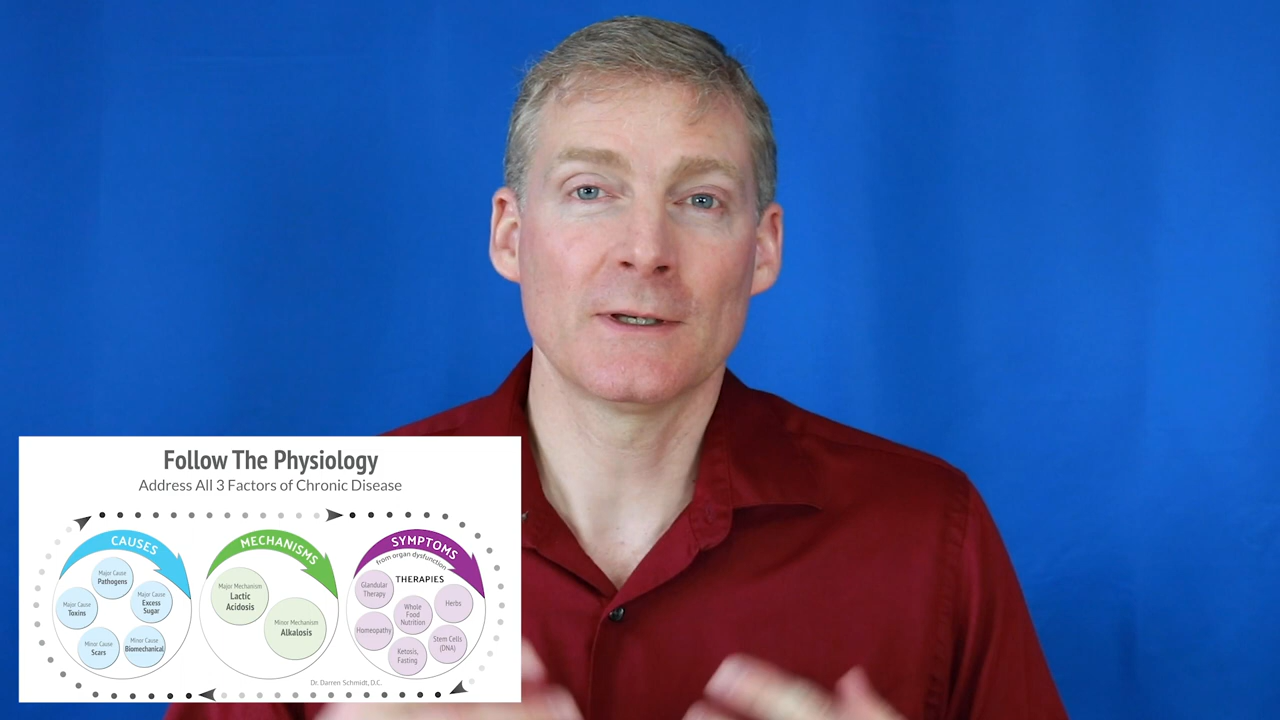 Follow The Physiology
Address All 3 Factors of Chronic Disease
CAUSES
Major Cause
Pathogens
Major Cause
Toxins
Major Cause
Excess
Sugar
Minor Cause
Scars
Minor Cause
Biomechanical
MECHANISMS
Major Mechanism
Lactic
Acidosis
Minor Mechanism
Alkalosis
SYMPTOMS
from organ dysfunction
THERAPIES
Glandular
Therapy
Whole
Food
Nutrition
Herbs
Homeopathy
Stem Cells
(DNA)
Ketosis,
Fasting
Dr. Darren Schmidt, D.C.